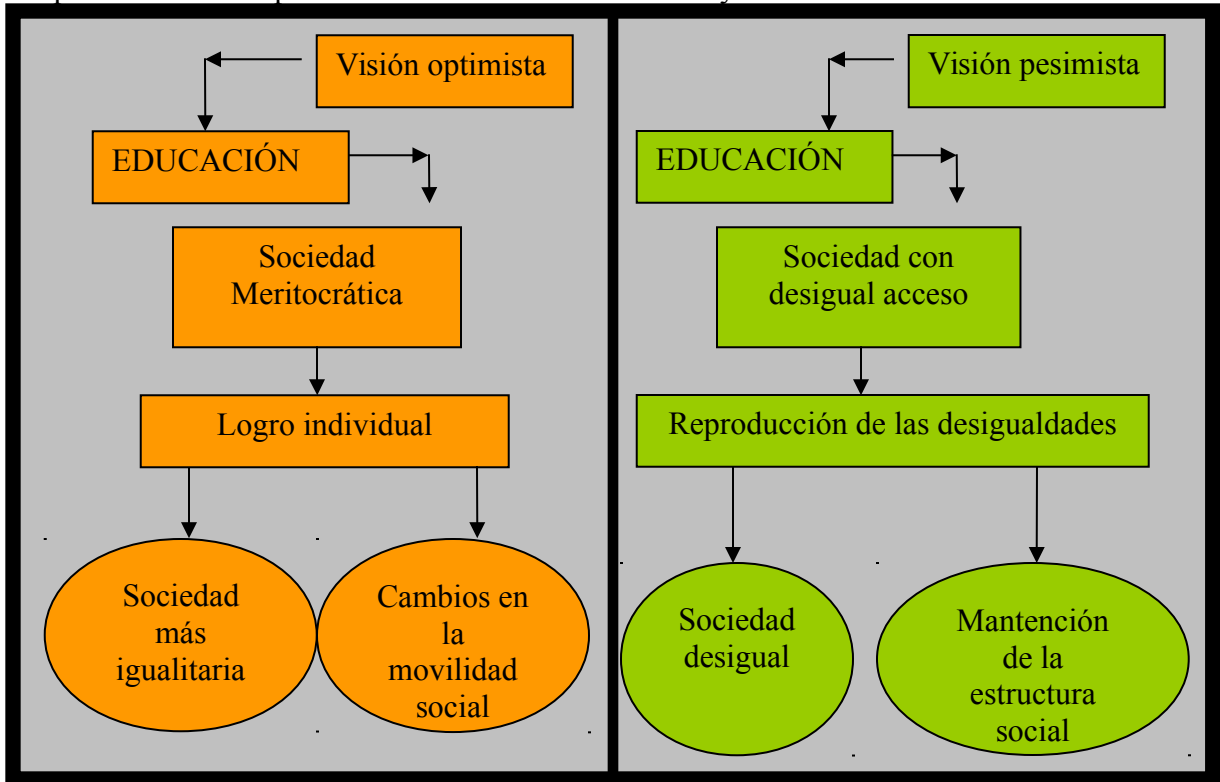 Visión optimista
EDUCACIÓN
Sociedad
Meritocrática
Logro individual
Sociedad
más
igualitaria
Cambios en
la
movilidad
social
Visión pesimista
EDUCACIÓN
Sociedad con
desigual acceso
Reproducción de las desigualdades
Sociedad
desigual
Mantención
de la
estructura
social